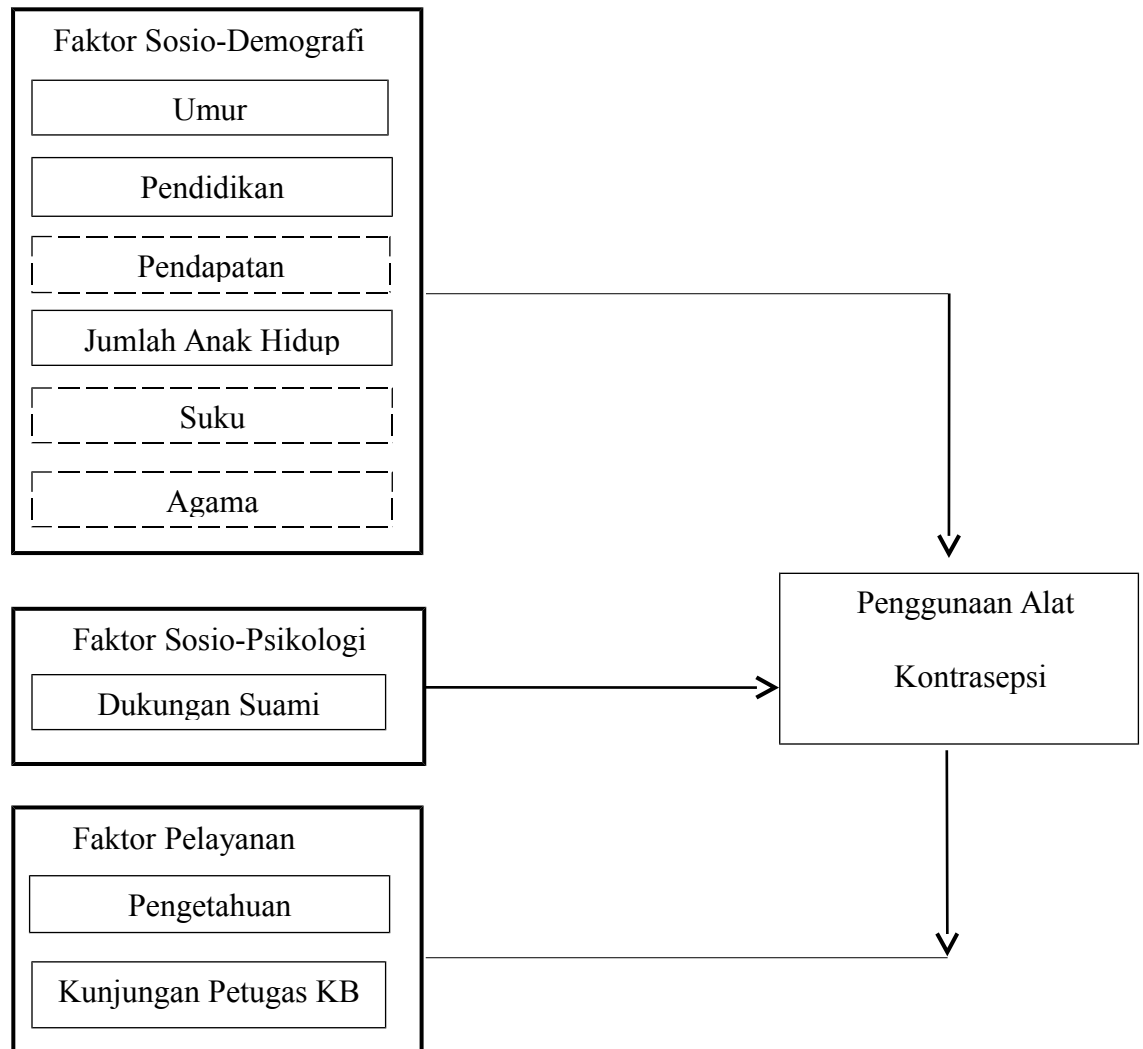 Faktor Sosio-Demografi
Umur
Pendidikan
Pendapatan
Jumlah Anak Hidup
Suku
Agama
Faktor Sosio-Psikologi
Dukungan Suami
Penggunaan Alat
Kontrasepsi
Faktor Pelayanan
Pengetahuan
Kunjungan Petugas KB